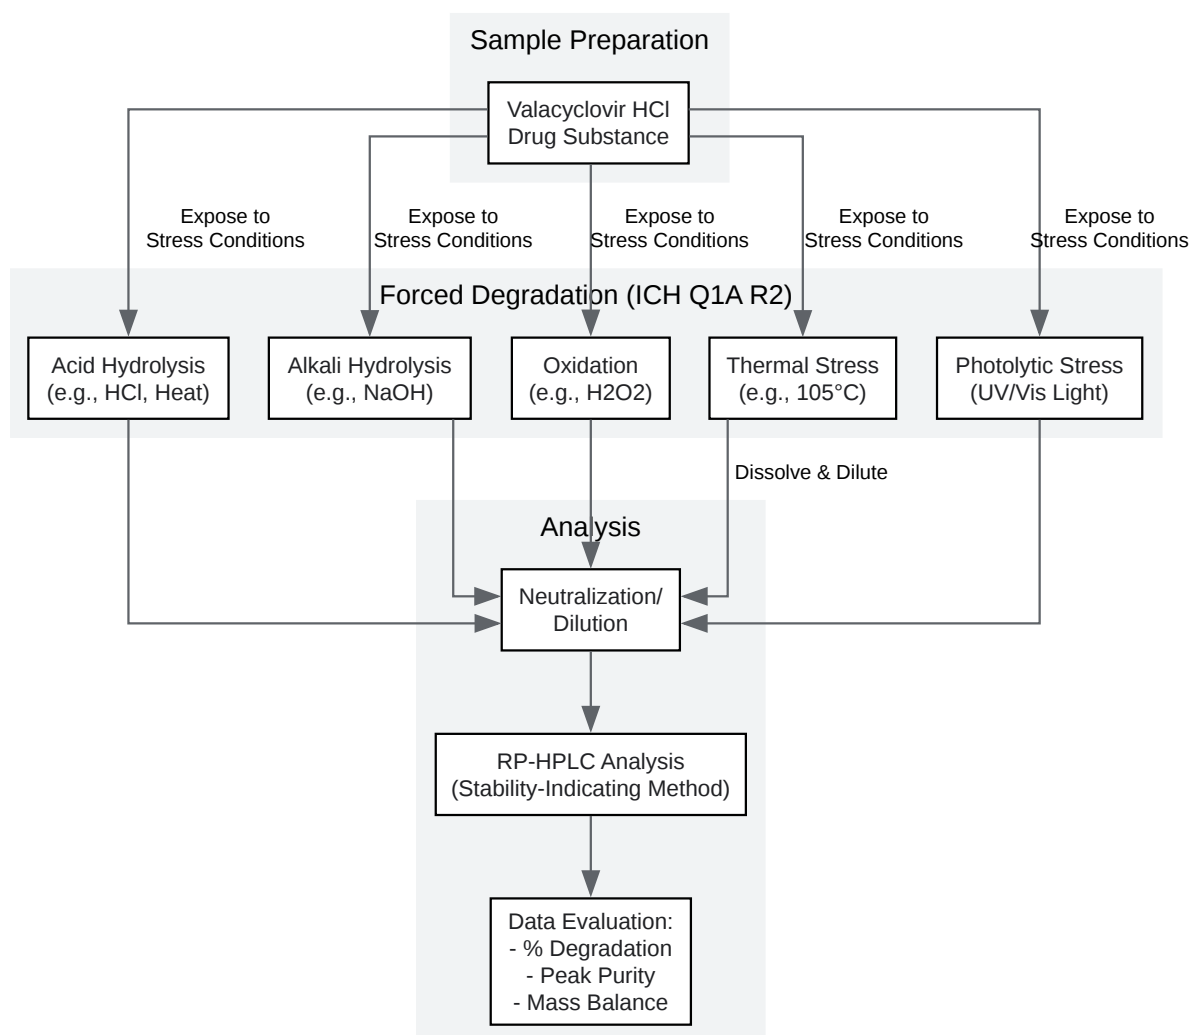 Sample Preparation
Valacyclovir HCl
Drug Substance
Expose to
Stress Conditions
Expose to
Stress Conditions
Expose to
Stress Conditions
Expose to
Stress Conditions
Expose to
Stress Conditions
Forced Degradation (ICH Q1A R2)
Acid Hydrolysis
(e.g., HCl, Heat)
Alkali Hydrolysis
(e.g., NaOH)
Oxidation
(e.g., H2O2)
Thermal Stress
(e.g., 105°C)
Photolytic Stress
(UV/Vis Light)
Dissolve & Dilute
Analysis
Neutralization/
Dilution
RP-HPLC Analysis
(Stability-Indicating Method)
Data Evaluation:
- % Degradation
- Peak Purity
- Mass Balance